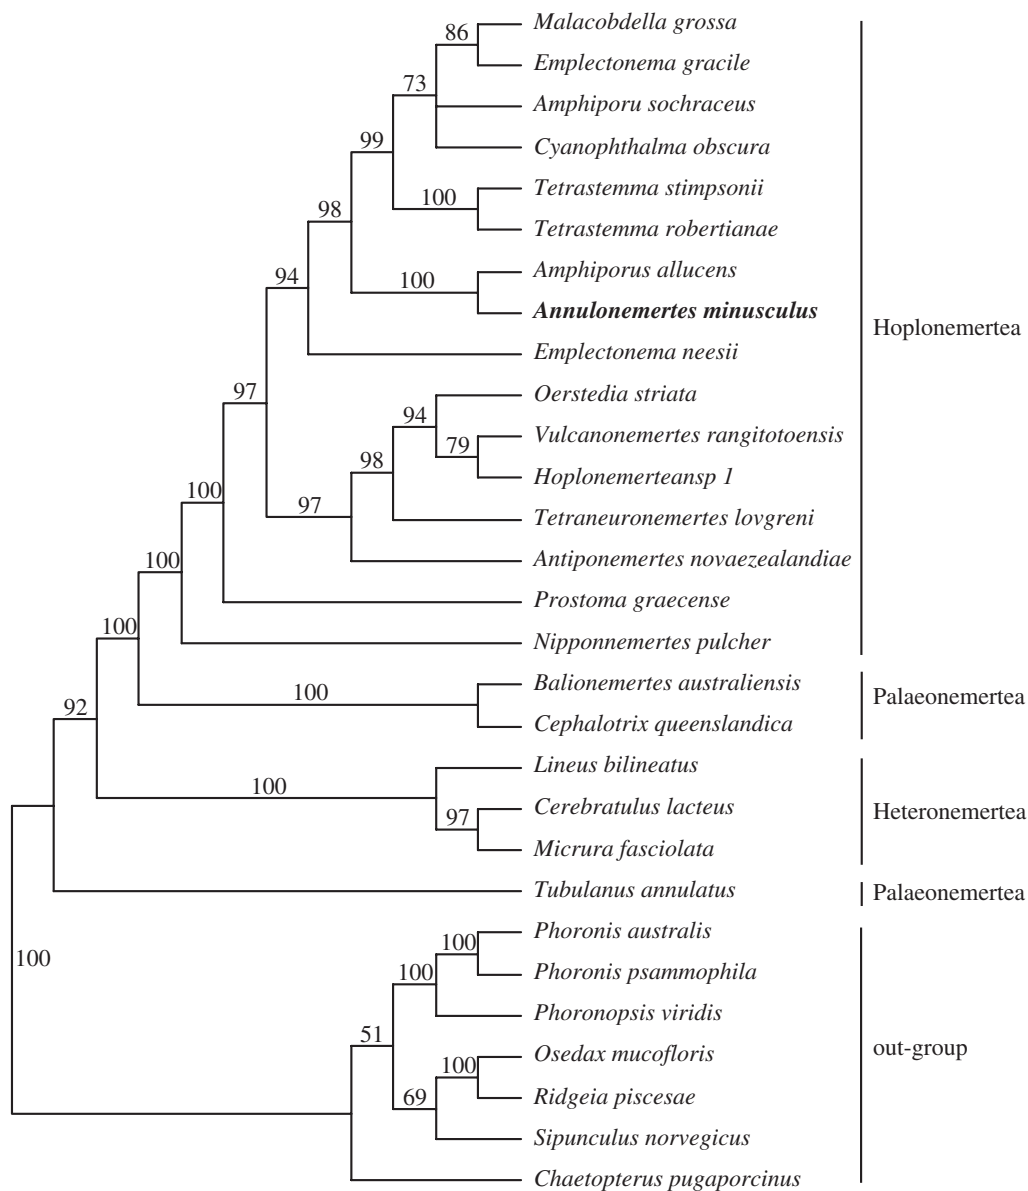 Malacobdella grossa
86
Emplectonema gracile
73
Amphiporu sochraceus
99
Cyanophthalma obscura
Tetrastemma stimpsonii
100
98
Tetrastemma robertianae
Amphiporus allucens
94
100
Annulonemertes minusculus
Hoplonemertea
Emplectonema neesii
97
Oerstedia striata
94
Vulcanonemertes rangitotoensis
79
98
Hoplonemerteansp 1
100
97
Tetraneuronemertes lovgreni
100
Antiponemertes novaezealandiae
Prostoma graecense
100
Nipponnemertes pulcher
Balionemertes australiensis
100
Palaeonemertea
92
Cephalotrix queenslandica
Lineus bilineatus
100
Cerebratulus lacteus
Heteronemertea
97
Micrura fasciolata
Tubulanus annulatus
Palaeonemertea
Phoronis australis
100
100
Phoronis psammophila
100
Phoronopsis viridis
51
out-group
Osedax mucofloris
100
Ridgeia piscesae
69
Sipunculus norvegicus
Chaetopterus pugaporcinus